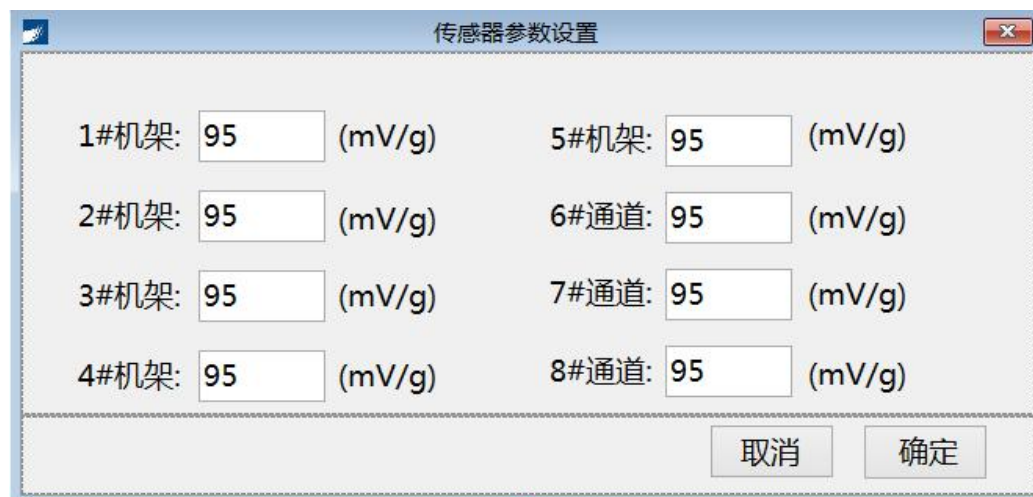 传感器参数设置
1#机架: 95 (mV/g) 5#机架: 95 (mV/g)
2#机架: 95 (mV/g) 6#通道: 95 (mV/g)
3#机架: 95 (mV/g) 7#通道: 95 (mV/g)
4#机架: 95 (mV/g) 8#通道: 95 (mV/g)
取消 确定